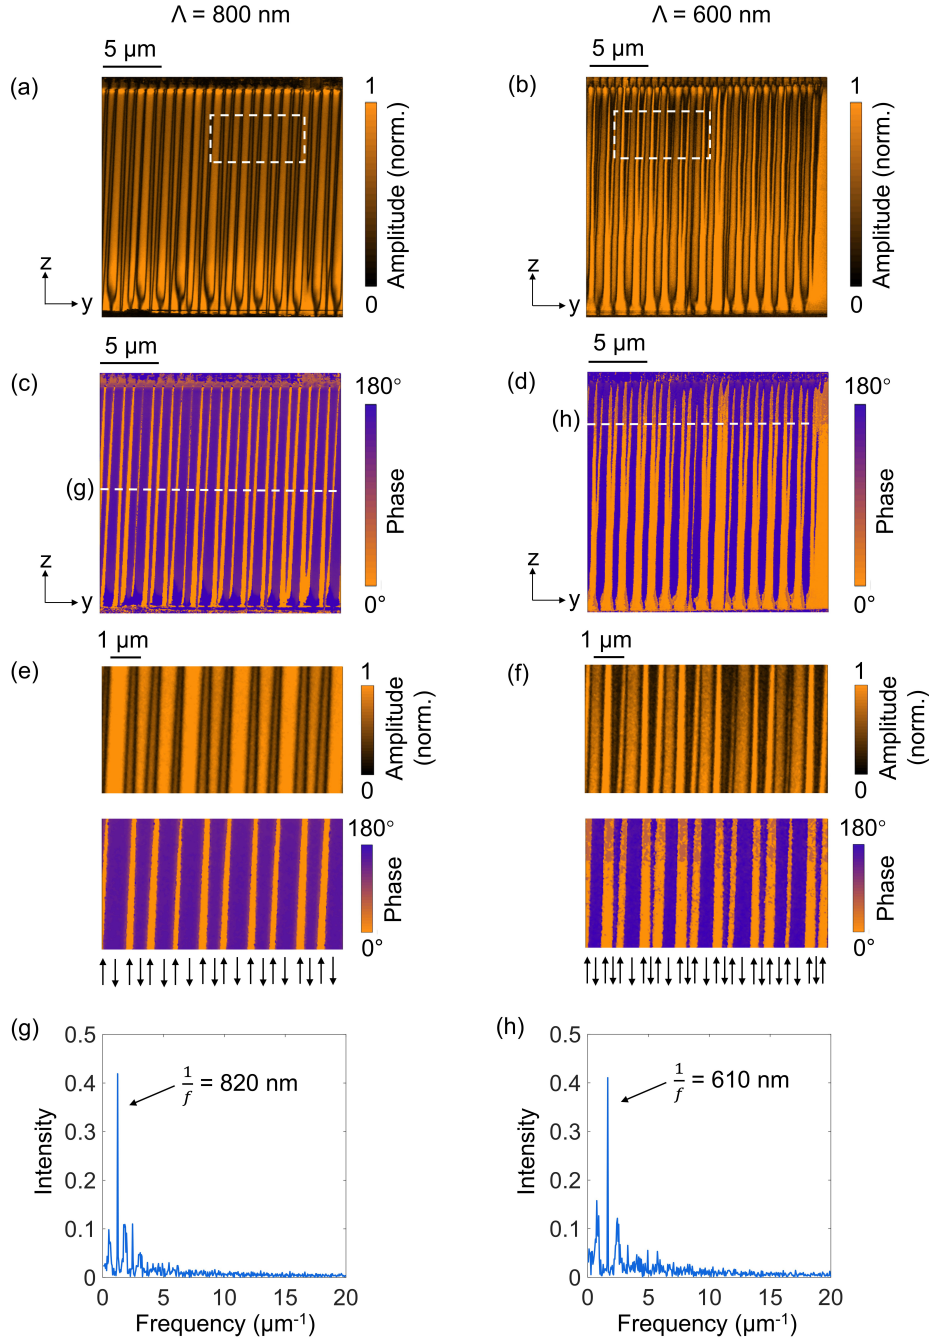 Λ = 800 nm
Λ = 600 nm
5 μm
5 μm
(a)
1
0
Amplitude (norm.)
z
y
(b)
1
0
Amplitude (norm.)
z
y
5 μm
5 μm
(c)
(g)
180°
0°
Phase
z
y
(d)
(h)
180°
0°
Phase
z
y
1 μm
1 μm
(e)
1
0
Amplitude
(norm.)
180°
0°
Phase
(f)
1
0
Amplitude
(norm.)
180°
0°
Phase
(g)
0.5
0.4
0.3
0.2
0.1
0
Intensity
1/f = 820 nm
0 5 10 15 20
Frequency (μm⁻¹)
(h)
0.5
0.4
0.3
0.2
0.1
0
Intensity
1/f = 610 nm
0 5 10 15 20
Frequency (μm⁻¹)